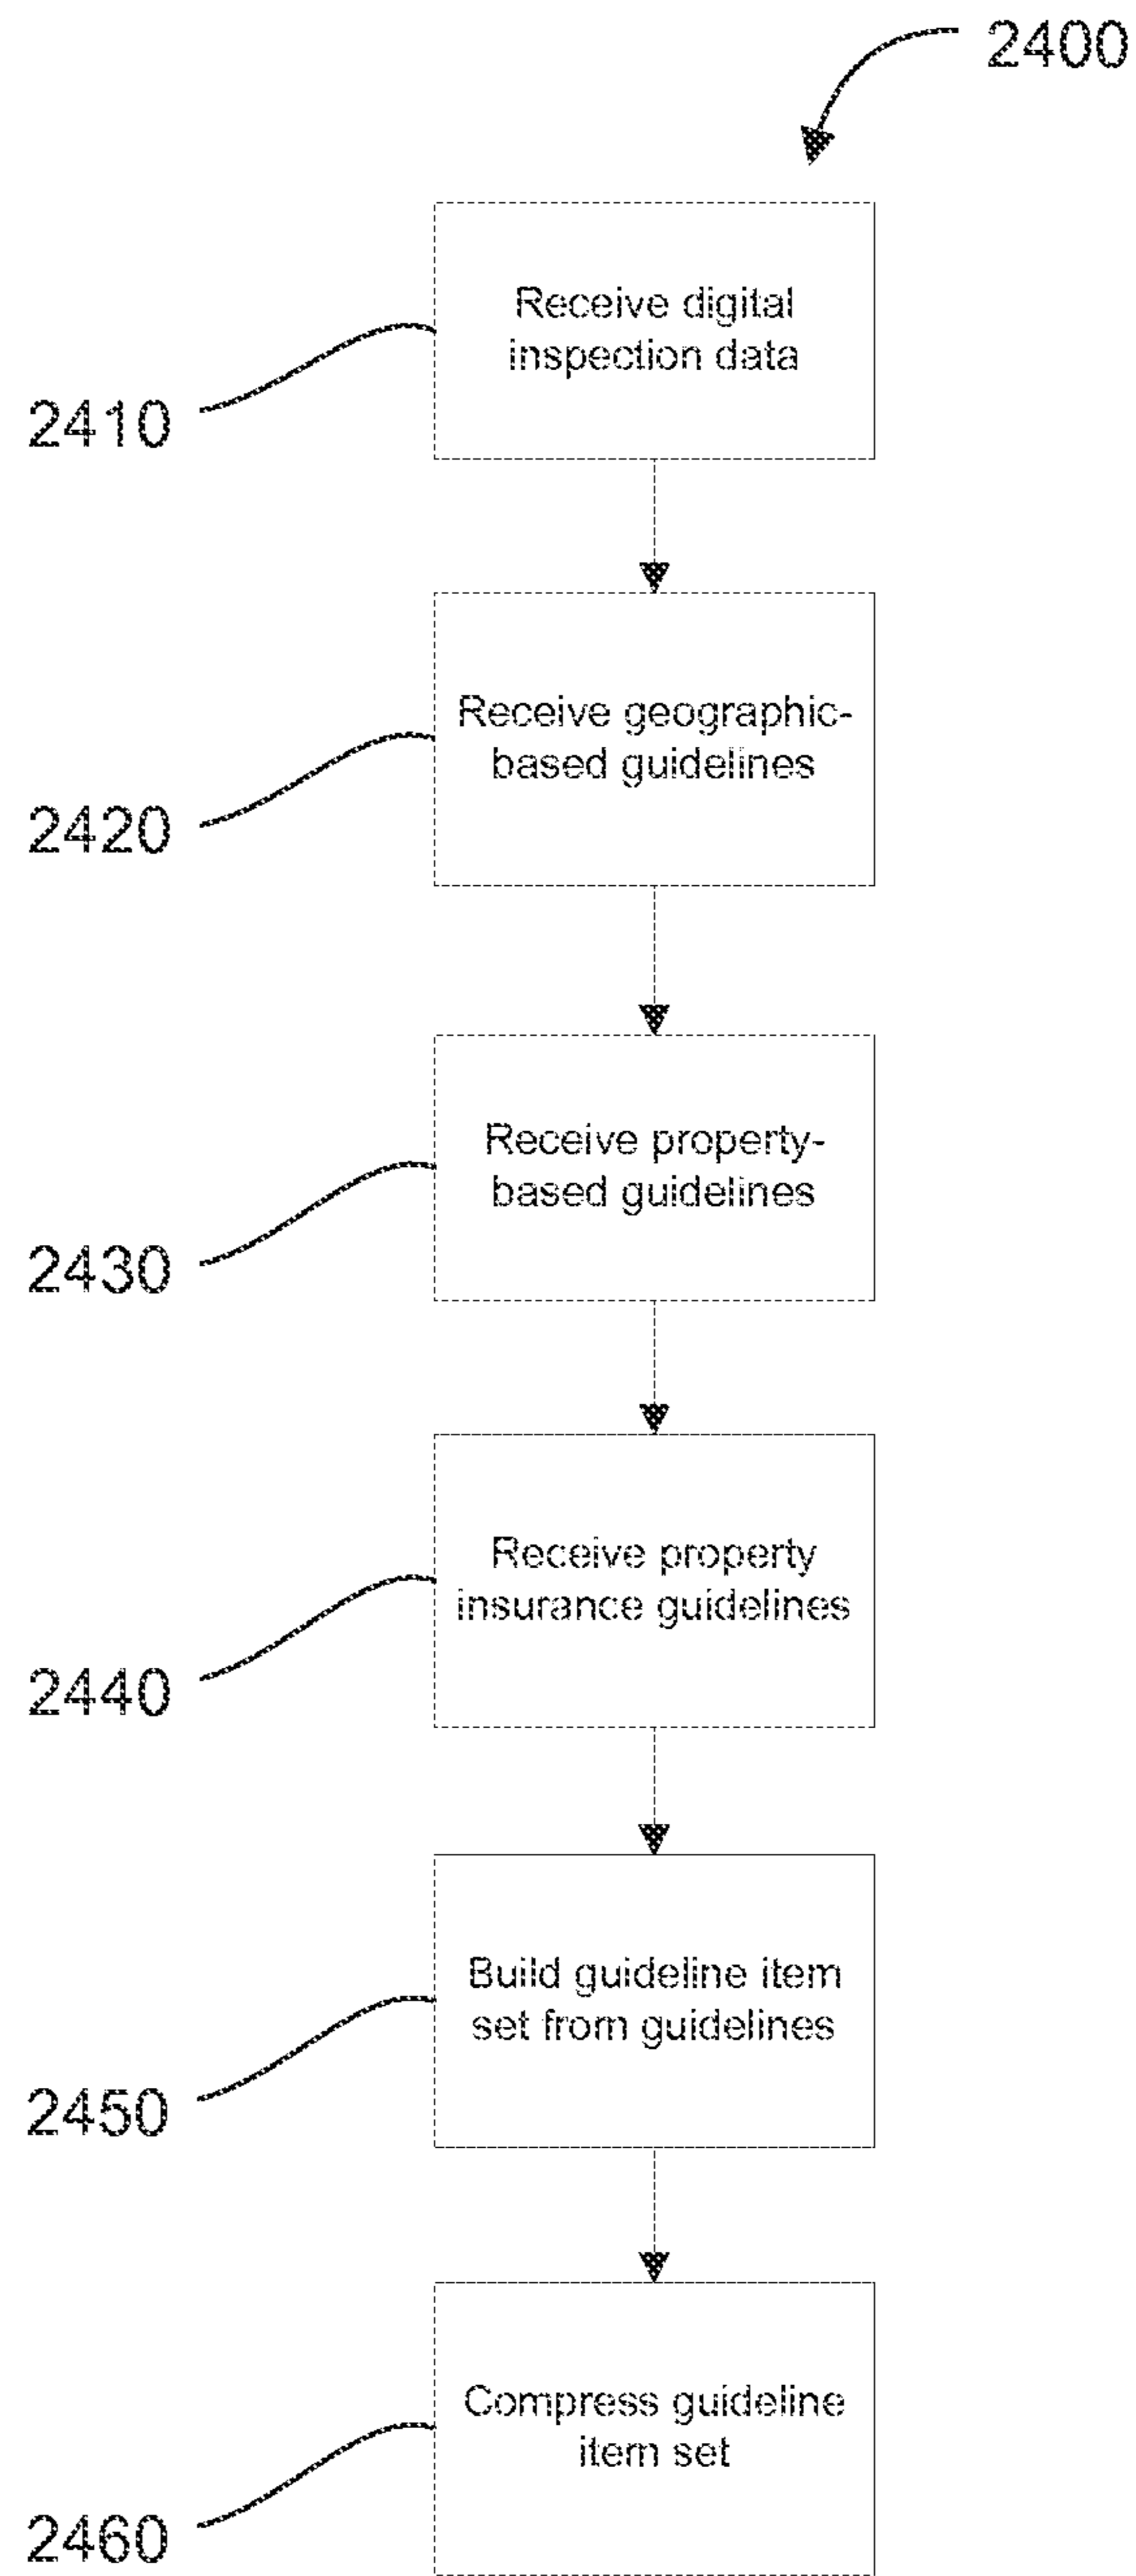 2400
Receive digital
inspection data
2410
Receive geographic-
based guidelines
2420
Receive property-
based guidelines
2430
Receive property
insurance guidelines
2440
Build guideline item
set from guidelines
2450
Compress guideline
item set
2460